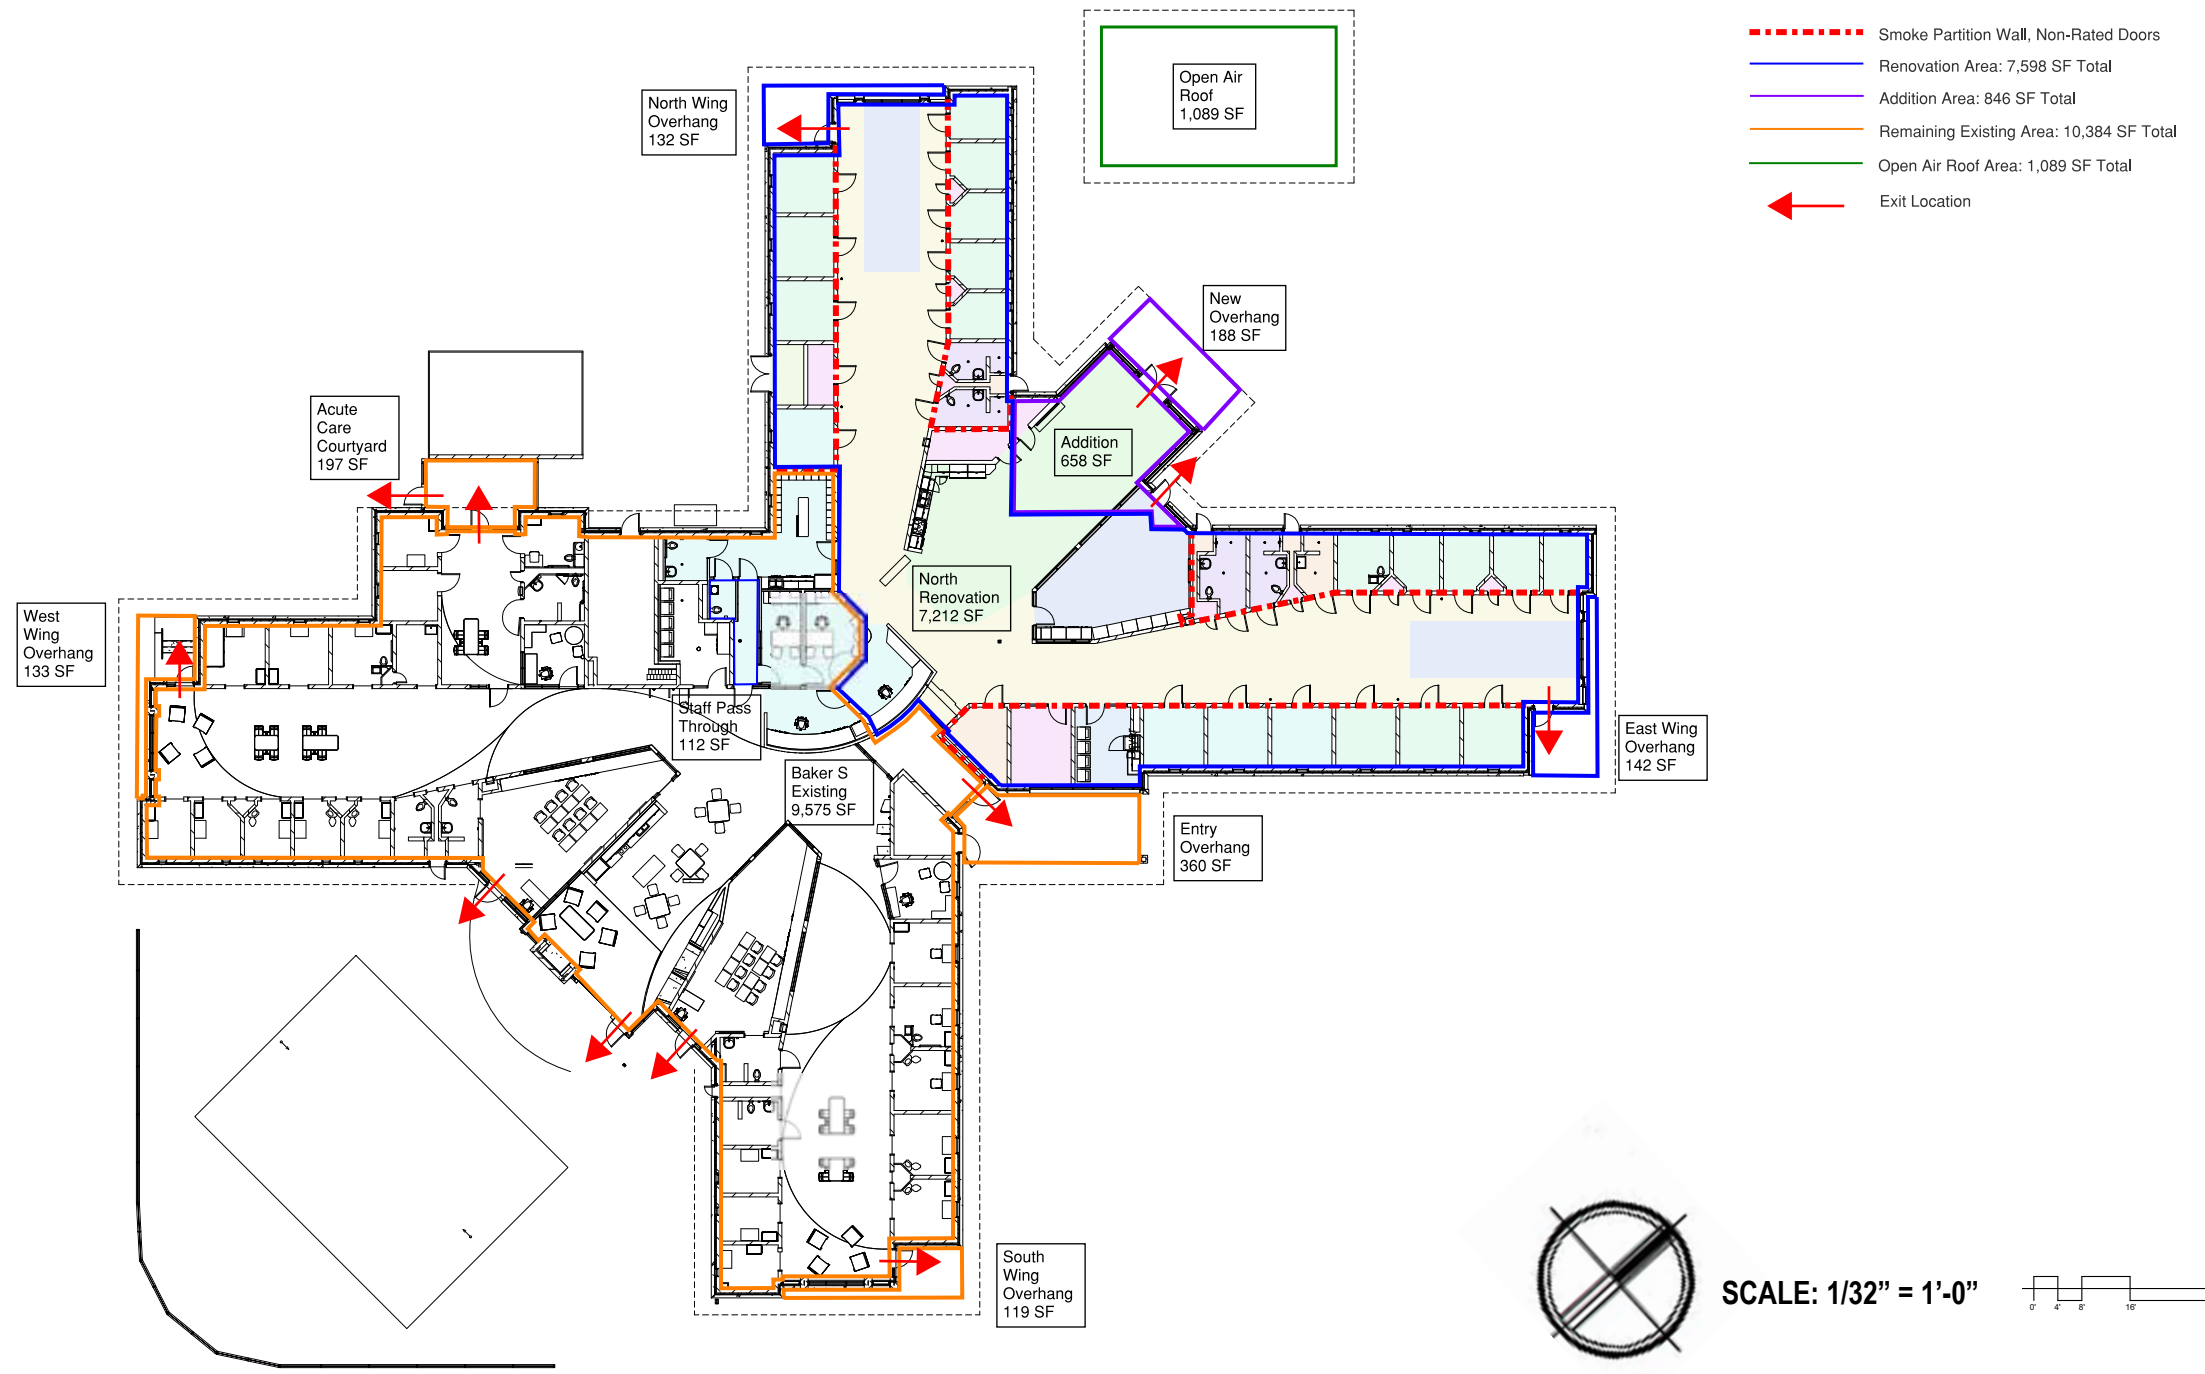 Smoke Partition Wall, Non-Rated Doors
Renovation Area: 7,598 SF Total
Addition Area: 846 SF Total
Remaining Existing Area: 10,384 SF Total
Open Air Roof Area: 1,089 SF Total
Exit Location
Open Air
Roof
1,089 SF
North Wing
Overhang
132 SF
New
Overhang
188 SF
Acute
Care
Courtyard
197 SF
Addition
658 SF
North
Renovation
7,212 SF
West
Wing
Overhang
133 SF
Staff Pass
Through
112 SF
East Wing
Overhang
142 SF
Baker S
Existing
9,575 SF
Entry
Overhang
360 SF
South
Wing
Overhang
119 SF
SCALE: 1/32” = 1’-0”
0' 4' 8' 16'